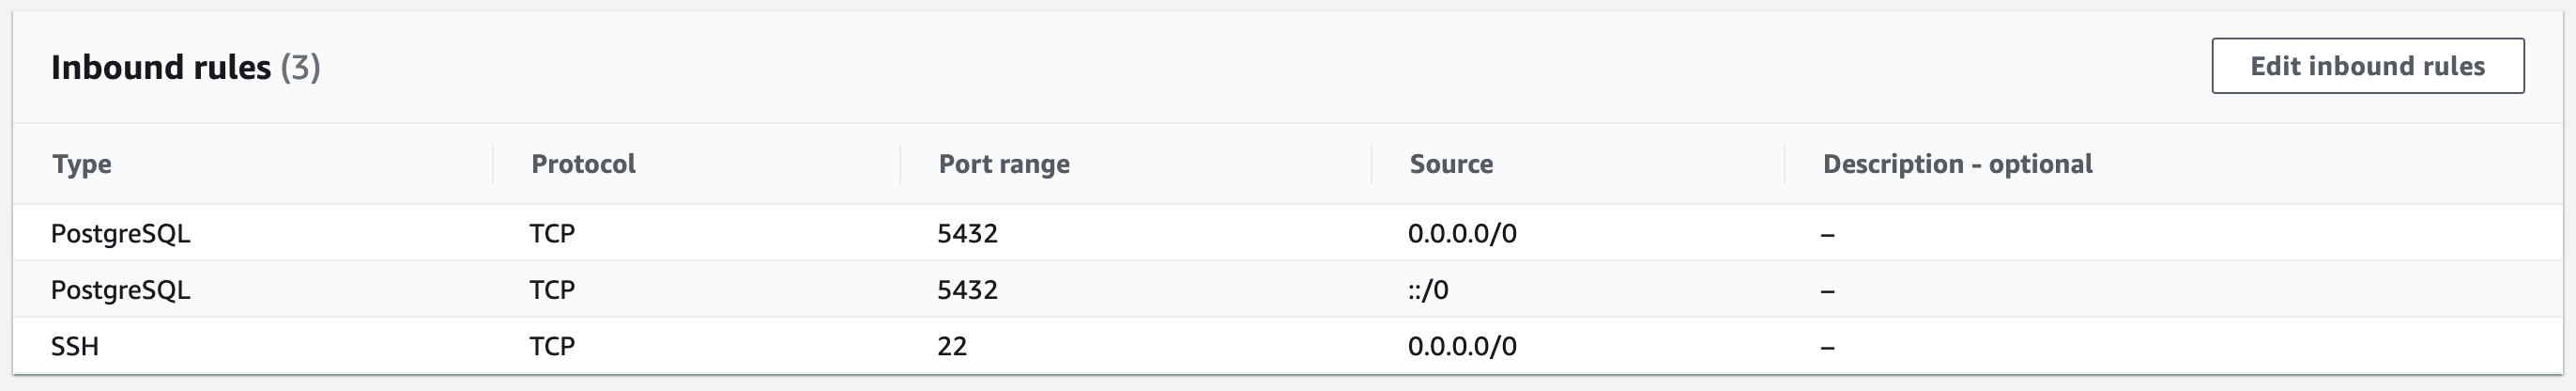 Inbound rules (3)
Edit inbound rules
Type Protocol Port range Source Description - optional
PostgreSQL TCP 5432 0.0.0.0/0 –
PostgreSQL TCP 5432 ::/0 –
SSH TCP 22 0.0.0.0/0 –